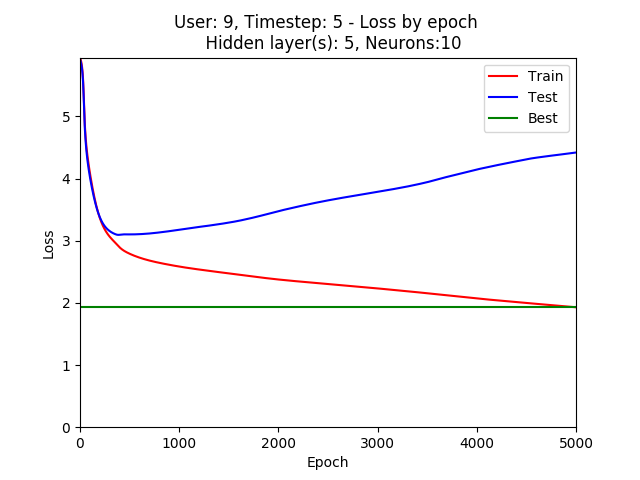 User: 9, Timestep: 5 - Loss by epoch
Hidden layer(s): 5, Neurons:10
Train
Test
Best
5
4
3
2
1
0
Loss
0 1000 2000 3000 4000 5000
Epoch